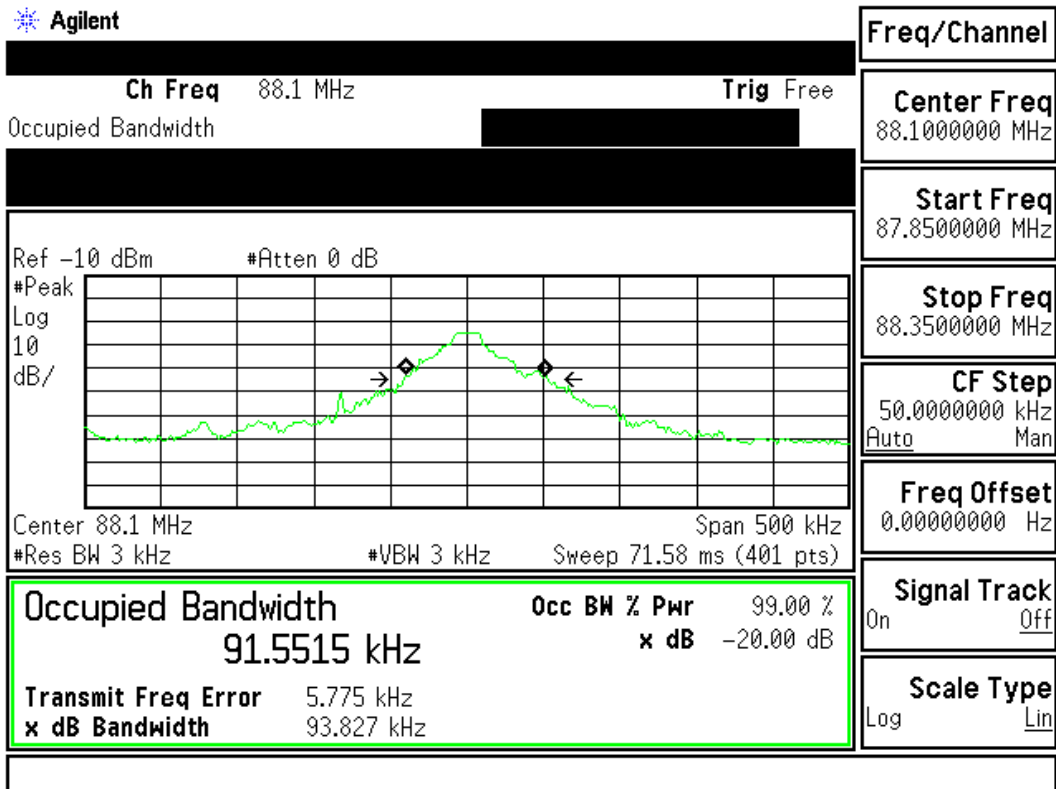 Agilent
Freq/Channel
Ch Freq 88.1 MHz Trig Free
Occupied Bandwidth
Center Freq
88.1000000 MHz
Start Freq
87.8500000 MHz
Stop Freq
88.3500000 MHz
CF Step
50.0000000 kHz
Auto Man
Freq Offset
0.00000000 Hz
Signal Track
On Off
Scale Type
Log Lin
Ref -10 dBm #Atten 0 dB
#Peak
Log
10
dB/
Center 88.1 MHz Span 500 kHz
#Res BW 3 kHz #VBW 3 kHz Sweep 71.58 ms (401 pts)
Occupied Bandwidth Occ BW % Pwr 99.00 %
91.5515 kHz x dB -20.00 dB
Transmit Freq Error 5.775 kHz
x dB Bandwidth 93.827 kHz